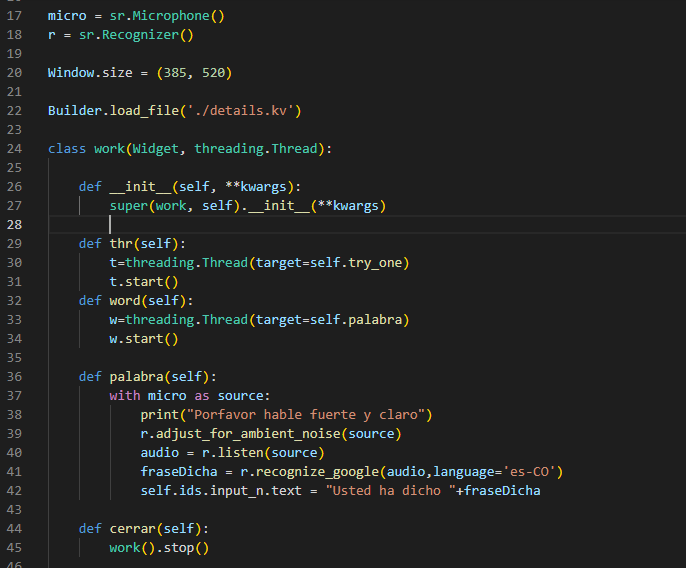 17 micro = sr.Microphone()
18 r = sr.Recognizer()
19
20 Window.size = (385, 520)
21
22 Builder.load_file('./details.kv')
23
24 class work(Widget, threading.Thread):
25
26     def __init__(self, **kwargs):
27         super(work, self).__init__(**kwargs)
28
29     def thr(self):
30         t=threading.Thread(target=self.try_one)
31         t.start()
32     def word(self):
33         w=threading.Thread(target=self.palabra)
34         w.start()
35
36     def palabra(self):
37         with micro as source:
38             print("Porfavor hable fuerte y claro")
39             r.adjust_for_ambient_noise(source)
40             audio = r.listen(source)
41             fraseDicha = r.recognize_google(audio,language='es-CO')
42             self.ids.input_n.text = "Usted ha dicho "+fraseDicha
43
44     def cerrar(self):
45         work().stop()
46